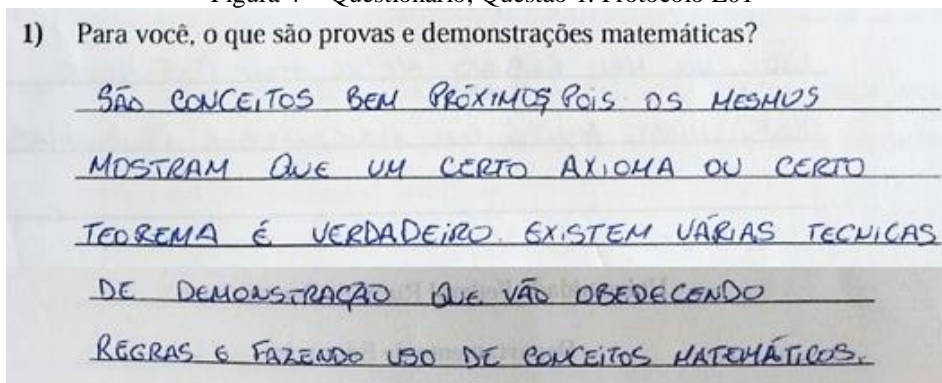 Figura 4 – Questionário, Questão 1. Protocolo E01
1) Para você, o que são provas e demonstrações matemáticas?
SÃO CONCEITOS BEM PRÓXIMOS POIS OS MESMOS
MOSTRAM QUE UM CERTO AXIOMA OU CERTO
TEOREMA É VERDADEIRO. EXISTEM VÁRIAS TECNICAS
DE DEMONSTRAÇÃO QUE VÃO OBEDECENDO
REGRAS E FAZENDO USO DE CONCEITOS MATEMÁTICOS.